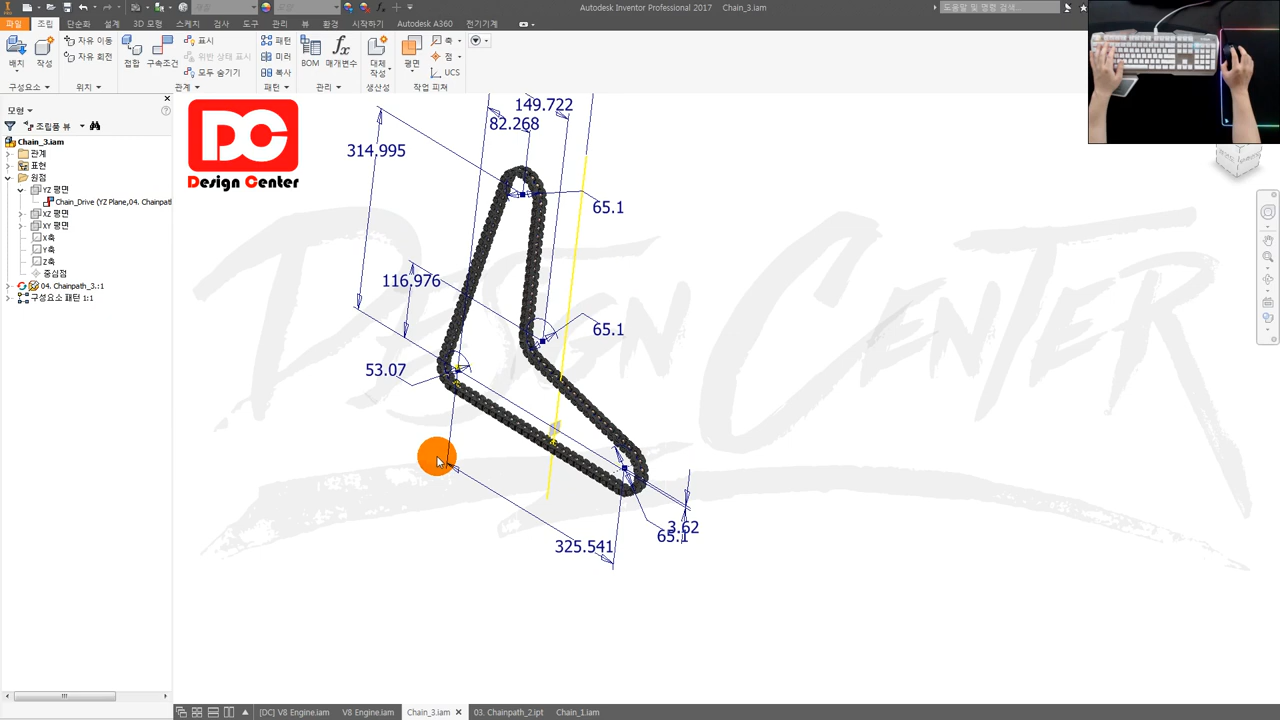 Autodesk Inventor Professional 2017 Chain_3.iam
도움말 및 명령 검색...
파일 조립 설계 3D 모형 스케치 검사 도구 관리 뷰 환경 시작하기 Autodesk A360 전기기계
배치 작성
자유 이동
자유 회전
접합 구속조건
표시
위반 상태 표시
모두 숨기기
패턴
미러
복사
BOM 매개변수
대체 작성
평면
축
점
UCS
구성요소 위치 관계 패턴 관리 생산성 작업 피쳐
모형
조립품 뷰
Chain_3.iam
관계
표현
원점
YZ 평면
Chain_Drive (YZ Plane,04. Chainpath
XZ 평면
XY 평면
X축
Y축
Z축
중심점
04. Chainpath_3.:1
구성요소 패턴 1:1
DC
Design Center
DESIGN CENTER
149.722
82.268
314.995
65.1
116.976
65.1
53.07
3.62
65.1
325.541
[DC] V8 Engine.iam V8 Engine.iam Chain_3.iam 03. Chainpath_2.ipt Chain_1.iam